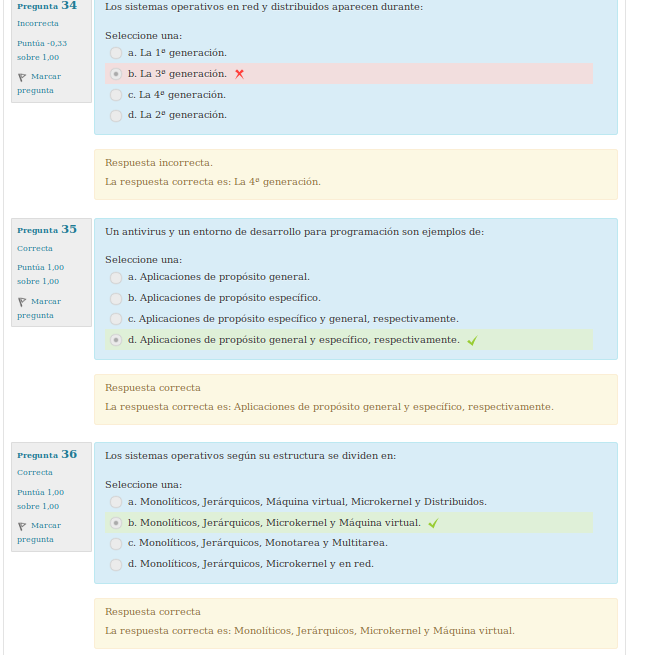 Pregunta 34
Incorrecta
Puntúa -0,33
sobre 1,00
Marcar
pregunta
Los sistemas operativos en red y distribuidos aparecen durante:
Seleccione una:
a. La 1ª generación.
b. La 3ª generación.
c. La 4ª generación.
d. La 2ª generación.
Respuesta incorrecta.
La respuesta correcta es: La 4ª generación.
Pregunta 35
Correcta
Puntúa 1,00
sobre 1,00
Marcar
pregunta
Un antivirus y un entorno de desarrollo para programación son ejemplos de:
Seleccione una:
a. Aplicaciones de propósito general.
b. Aplicaciones de propósito específico.
c. Aplicaciones de propósito específico y general, respectivamente.
d. Aplicaciones de propósito general y específico, respectivamente.
Respuesta correcta
La respuesta correcta es: Aplicaciones de propósito general y específico, respectivamente.
Pregunta 36
Correcta
Puntúa 1,00
sobre 1,00
Marcar
pregunta
Los sistemas operativos según su estructura se dividen en:
Seleccione una:
a. Monolíticos, Jerárquicos, Máquina virtual, Microkernel y Distribuidos.
b. Monolíticos, Jerárquicos, Microkernel y Máquina virtual.
c. Monolíticos, Jerárquicos, Monotarea y Multitarea.
d. Monolíticos, Jerárquicos, Microkernel y en red.
Respuesta correcta
La respuesta correcta es: Monolíticos, Jerárquicos, Microkernel y Máquina virtual.